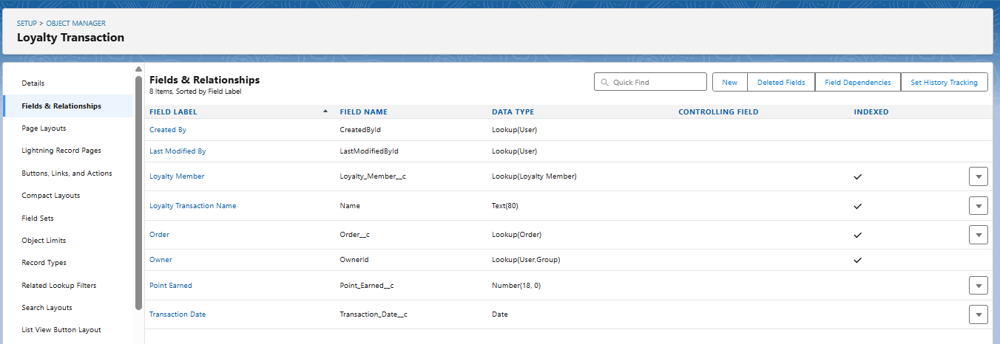 SETUP > OBJECT MANAGER
Loyalty Transaction
Details
Fields & Relationships
Page Layouts
Lightning Record Pages
Buttons, Links, and Actions
Compact Layouts
Field Sets
Object Limits
Record Types
Related Lookup Filters
Search Layouts
List View Button Layout
Fields & Relationships
8 Items, Sorted by Field Label
Quick Find
New Deleted Fields Field Dependencies Set History Tracking
FIELD LABEL FIELD NAME DATA TYPE CONTROLLING FIELD INDEXED
Created By CreatedById Lookup(User)
Last Modified By LastModifiedById Lookup(User)
Loyalty Member Loyalty_Member__c Lookup(Loyalty Member)
Loyalty Transaction Name Name Text(80)
Order Order__c Lookup(Order)
Owner OwnerId Lookup(User,Group)
Point Earned Point_Earned__c Number(18, 0)
Transaction Date Transaction_Date__c Date